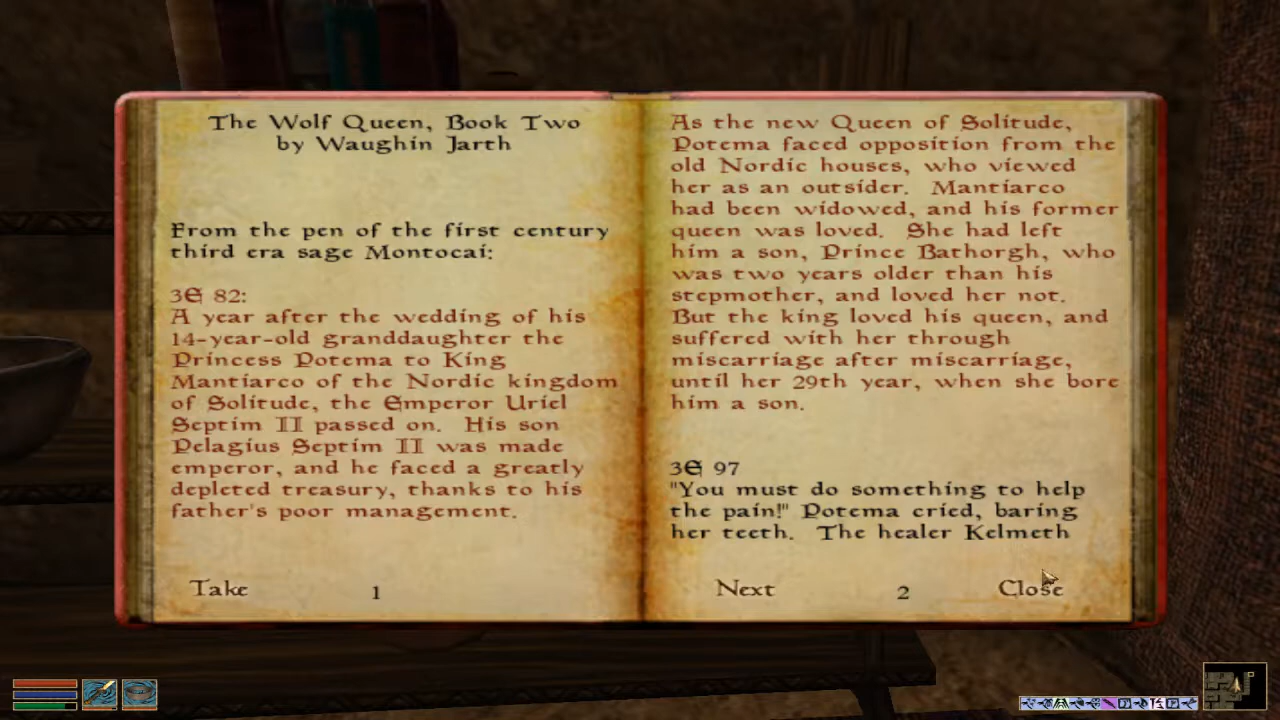 The Wolf Queen, Book Two
by Waughin Jarth
From the pen of the first century
third era sage Montocai:
3E 82:
A year after the wedding of his
14-year-old granddaughter the
Princess Potema to King
Mantiarco of the Nordic kingdom
of Solitude, the Emperor Uriel
Septim II passed on.  His son
Pelagius Septim II was made
emperor, and he faced a greatly
depleted treasury, thanks to his
father's poor management.
Take
1
As the new Queen of Solitude,
Potema faced opposition from the
old Nordic houses, who viewed
her as an outsider.  Mantiarco
had been widowed, and his former
queen was loved.  She had left
him a son, Prince Bathorgh, who
was two years older than his
stepmother, and loved her not.
But the king loved his queen, and
suffered with her through
miscarriage after miscarriage,
until her 29th year, when she bore
him a son.
3E 97
"You must do something to help
the pain!" Potema cried, baring
her teeth.  The healer Kelmeth
Next
2
Close